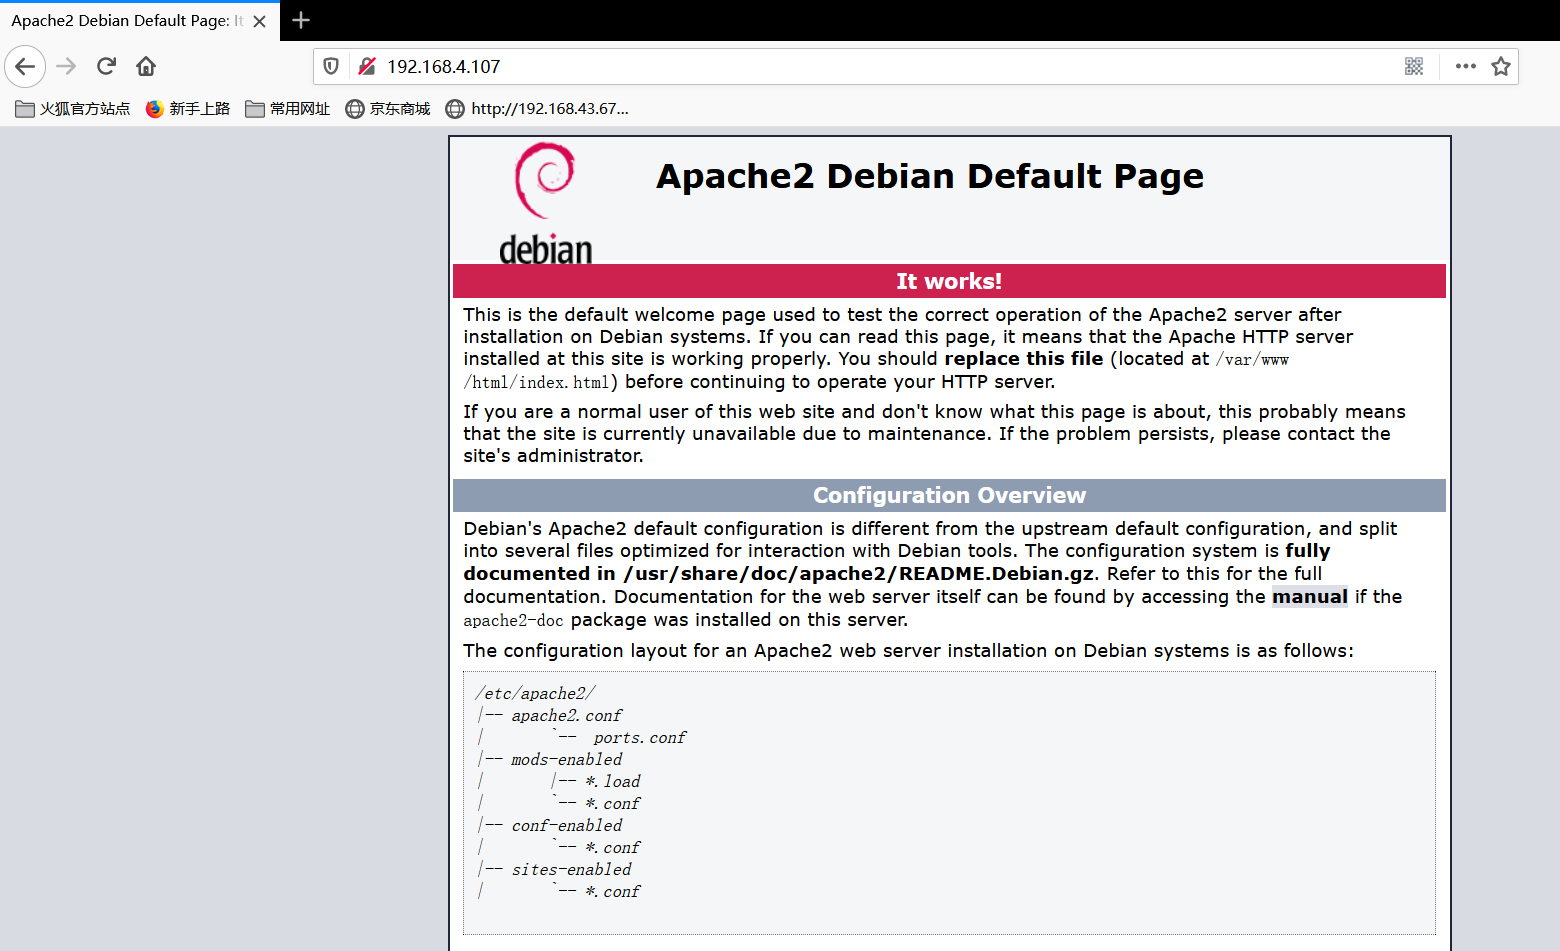 Apache2 Debian Default Page: It
192.168.4.107
火狐官方站点 新手上路 常用网址 京东商城 http://192.168.43.67...
debian
Apache2 Debian Default Page
It works!
This is the default welcome page used to test the correct operation of the Apache2 server after
installation on Debian systems. If you can read this page, it means that the Apache HTTP server
installed at this site is working properly. You should replace this file (located at /var/www
/html/index.html) before continuing to operate your HTTP server.
If you are a normal user of this web site and don't know what this page is about, this probably means
that the site is currently unavailable due to maintenance. If the problem persists, please contact the
site's administrator.
Configuration Overview
Debian's Apache2 default configuration is different from the upstream default configuration, and split
into several files optimized for interaction with Debian tools. The configuration system is fully
documented in /usr/share/doc/apache2/README.Debian.gz. Refer to this for the full
documentation. Documentation for the web server itself can be found by accessing the manual if the
apache2-doc package was installed on this server.
The configuration layout for an Apache2 web server installation on Debian systems is as follows:
/etc/apache2/
|-- apache2.conf
|       `--  ports.conf
|-- mods-enabled
|       |-- *.load
|       `-- *.conf
|-- conf-enabled
|       `-- *.conf
|-- sites-enabled
|       `-- *.conf